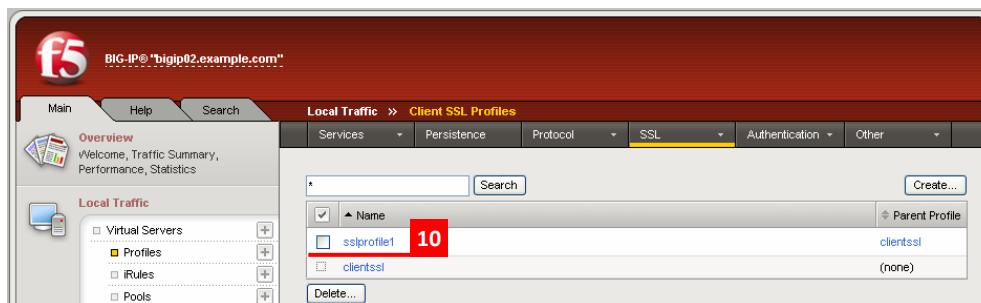 f5
BIG-IP® "bigip02.example.com"
Main Help Search
Local Traffic » Client SSL Profiles
Services Persistence Protocol SSL Authentication Other
Overview
Welcome, Traffic Summary,
Performance, Statistics
Local Traffic
Virtual Servers
Profiles
iRules
Pools
* Search Create...
Name Parent Profile
sslprofile1 10 clientssl
clientssl (none)
Delete...